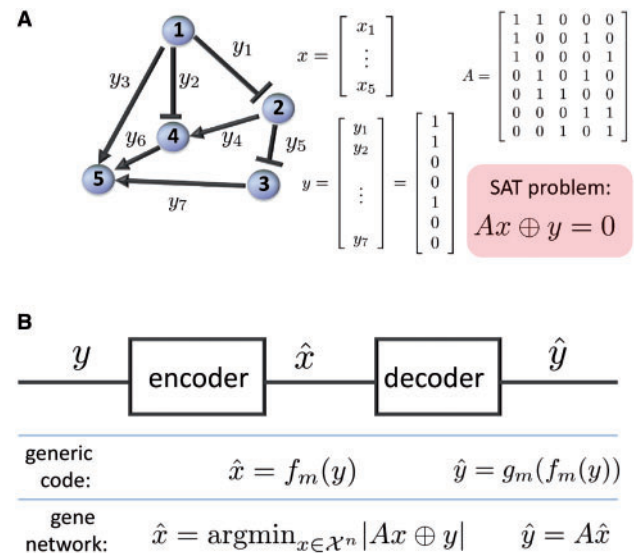 A
1
2
3
4
5
y₁
y₂
y₃
y₄
y₅
y₆
y₇
x = [ x₁ ⋮ x₅ ]
A =
1 1 0 0 0
1 0 0 1 0
1 0 0 0 1
0 1 0 1 0
0 1 1 0 0
0 0 0 1 1
0 0 1 0 1
y = [ y₁ y₂ ⋮ y₇ ] = [ 1 1 0 0 1 0 0 ]
SAT problem:
Ax ⊕ y = 0
B
y
encoder
x̂
decoder
ŷ
generic
code:
x̂ = fₘ(y)
ŷ = gₘ(fₘ(y))
gene
network:
x̂ = argminₓ∈𝒳ⁿ|Ax ⊕ y|
ŷ = Ax̂